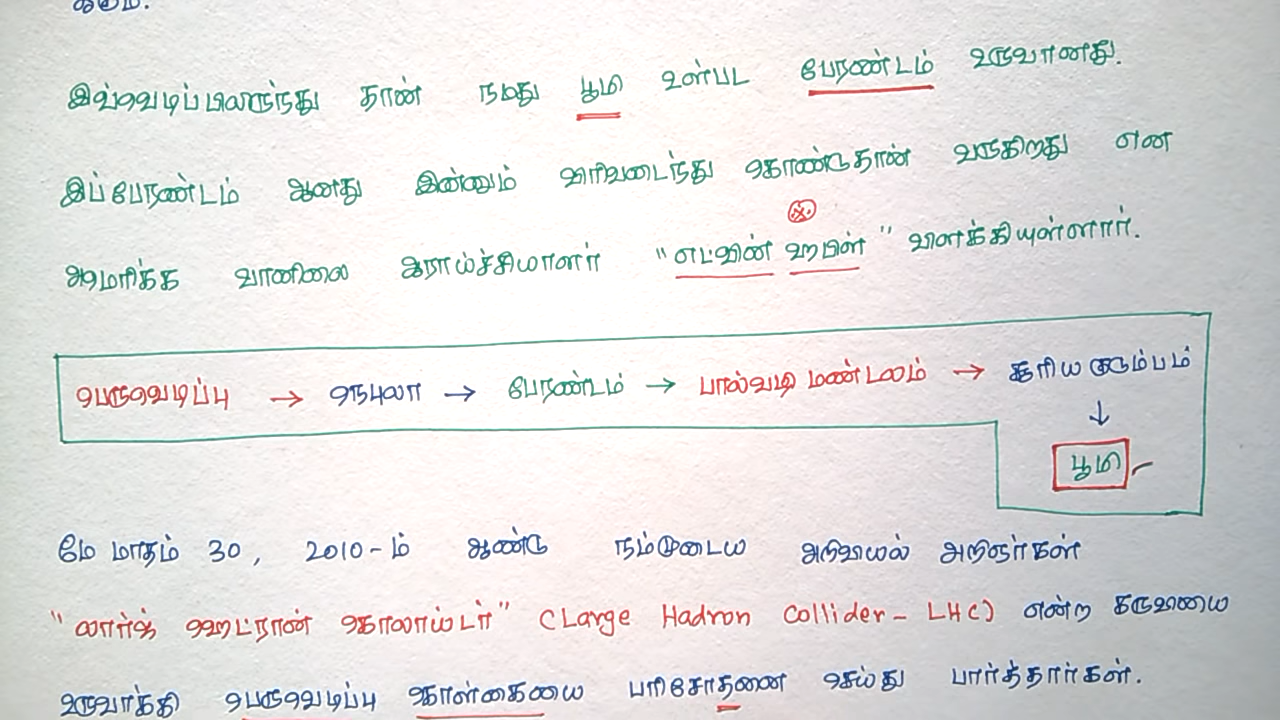 இவ்வெடிப்பிலிருந்து தான் நமது பூமி உள்பட பேரண்டம் உருவானது.
இப்பேரண்டம் ஆனது இன்னும் விரிவடைந்து கொண்டுதான் வருகிறது என
அமெரிக்க வானிலை ஆராய்ச்சியாளர் "எட்வின் ஹபிள்" விளக்கியுள்ளார்.
பெருவெடிப்பு → நெபுலா → பேரண்டம் → பால்வெடி மண்டலம் → சூரிய குடும்பம்
↓
பூமி
மே மாதம் 30, 2010-ம் ஆண்டு நம்முடைய அறிவியல் அறிஞர்கள்
"லார்ஜ் ஹெட்ரான் கொலாய்டர்" (Large Hadron Collider - LHC) என்ற கருவியை
உருவாக்கி பெருவெடிப்பு கொள்கையை பரிசோதனை செய்து பார்த்தார்கள்.